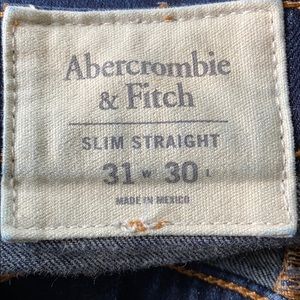 Abercrombie
& Fitch
SLIM STRAIGHT
31 W 30 L
MADE IN MEXICO